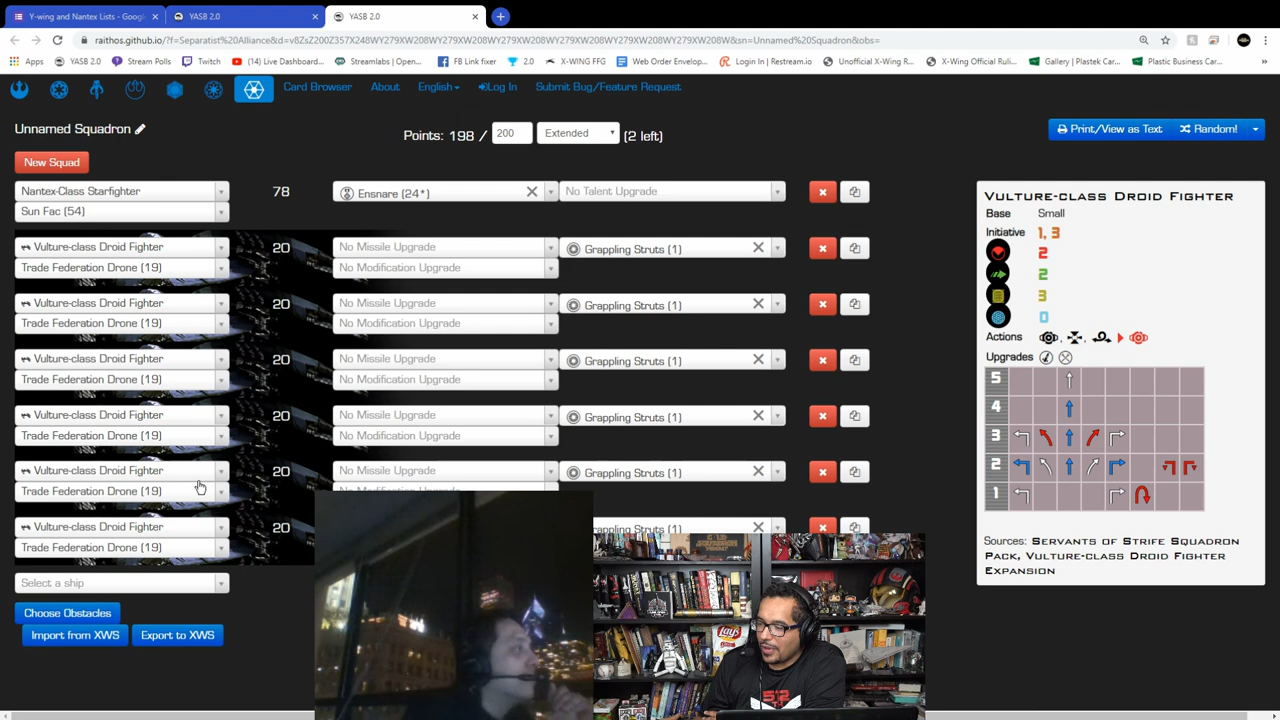 Y-wing and Nantex Lists - Googl
YASB 2.0
YASB 2.0
raithos.github.io/?f=Separatist%20Alliance&d=v8ZsZ200Z357X248WY279XW208WY279XW208WY279XW208WY279XW208WY279XW208WY279XW208W&sn=Unnamed%20Squadron&obs=
Apps
YASB 2.0
Stream Polls
Twitch
(14) Live Dashboard...
Streamlabs | Open...
FB Link fixer
2.0
X-WING FFG
Web Order Envelop...
Login In | Restream.io
Unofficial X-Wing R...
X-Wing Official Ruli...
Gallery | Plastek Car...
Plastic Business Car...
Card Browser
About
English
Log In
Submit Bug/Feature Request
Unnamed Squadron
Points: 198 / 200 Extended (2 left)
Print/View as Text
Random!
New Squad
Nantex-Class Starfighter
Sun Fac (54)
78
Ensnare (24*)
No Talent Upgrade
Vulture-class Droid Fighter
Trade Federation Drone (19)
20
No Missile Upgrade
No Modification Upgrade
Grappling Struts (1)
Vulture-class Droid Fighter
Trade Federation Drone (19)
20
No Missile Upgrade
No Modification Upgrade
Grappling Struts (1)
Vulture-class Droid Fighter
Trade Federation Drone (19)
20
No Missile Upgrade
No Modification Upgrade
Grappling Struts (1)
Vulture-class Droid Fighter
Trade Federation Drone (19)
20
No Missile Upgrade
No Modification Upgrade
Grappling Struts (1)
Vulture-class Droid Fighter
Trade Federation Drone (19)
20
No Missile Upgrade
Grappling Struts (1)
Vulture-class Droid Fighter
Trade Federation Drone (19)
20
Select a ship
Choose Obstacles
Import from XWS
Export to XWS
Vulture-class Droid Fighter
Base Small
Initiative 1, 3
2
2
3
0
Actions
Upgrades
5
4
3
2
1
Sources: Servants of Strife Squadron
Pack, Vulture-class Droid Fighter
Expansion
Lay's